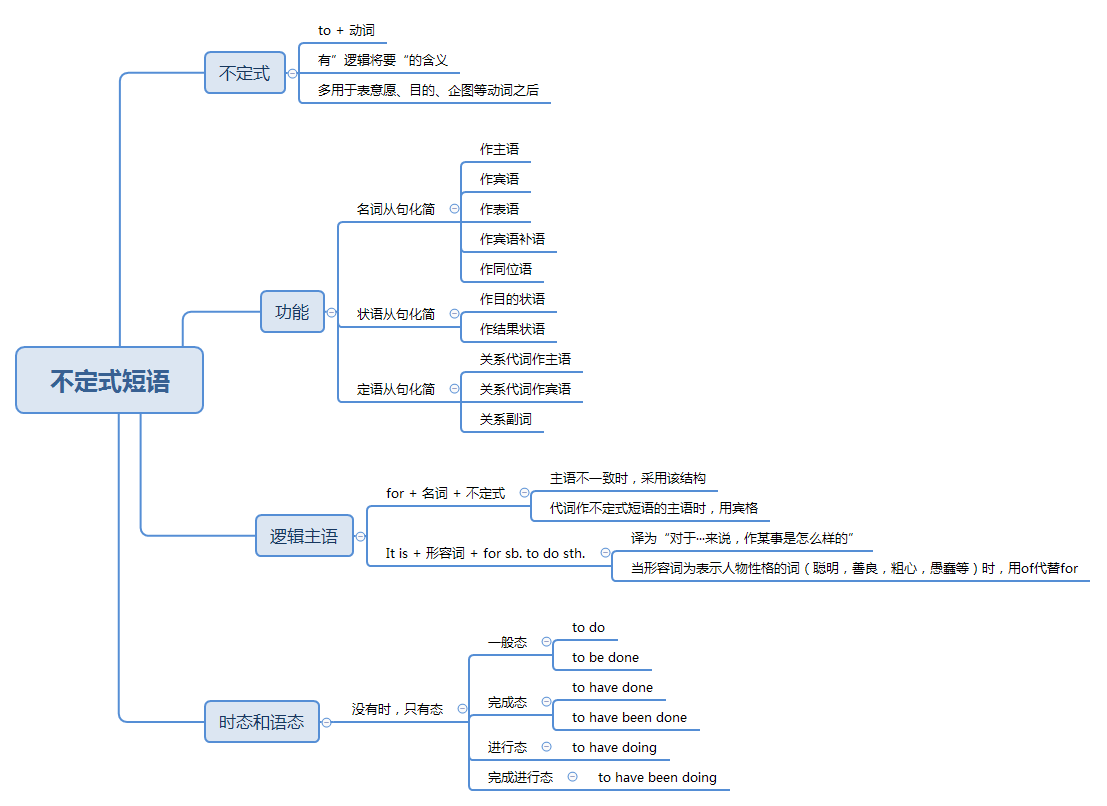 不定式短语
不定式
to + 动词
有”逻辑将要“的含义
多用于表意愿、目的、企图等动词之后
功能
名词从句化简
作主语
作宾语
作表语
作宾语补语
作同位语
状语从句化简
作目的状语
作结果状语
定语从句化简
关系代词作主语
关系代词作宾语
关系副词
逻辑主语
for + 名词 + 不定式
主语不一致时，采用该结构
代词作不定式短语的主语时，用宾格
It is + 形容词 + for sb. to do sth.
译为“对于···来说，作某事是怎么样的”
当形容词为表示人物性格的词（聪明，善良，粗心，愚蠢等）时，用of代替for
时态和语态
没有时，只有态
一般态
to do
to be done
完成态
to have done
to have been done
进行态
to have doing
完成进行态
to have been doing